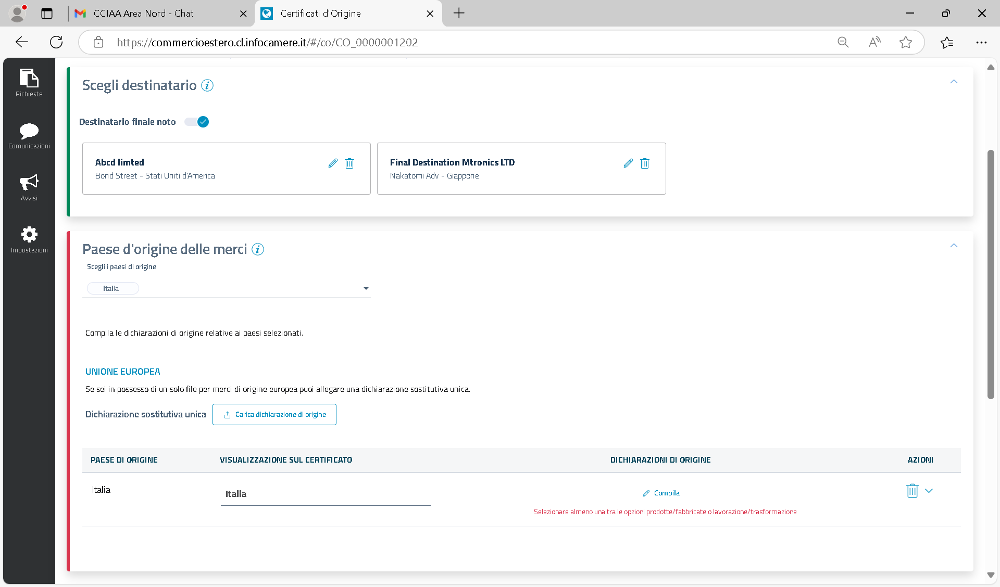 CCIAA Area Nord - Chat
Certificati d'Origine
https://commercioestero.cl.infocamere.it/#/co/CO_0000001202
Richieste
Comunicazioni
Avvisi
Impostazioni
Scegli destinatario
Destinatario finale noto
Abcd limted
Bond Street - Stati Uniti d'America
Final Destination Mtronics LTD
Nakatomi Adv - Giappone
Paese d'origine delle merci
Scegli i paesi di origine
Italia
Compila le dichiarazioni di origine relative ai paesi selezionati.
UNIONE EUROPEA
Se sei in possesso di un solo file per merci di origine europea puoi allegare una dichiarazione sostitutiva unica.
Dichiarazione sostitutiva unica
Carica dichiarazione di origine
PAESE DI ORIGINE VISUALIZZAZIONE SUL CERTIFICATO DICHIARAZIONI DI ORIGINE AZIONI
Italia Italia Compila
Selezionare almeno una tra le opzioni prodotte/fabbricate o lavorazione/trasformazione